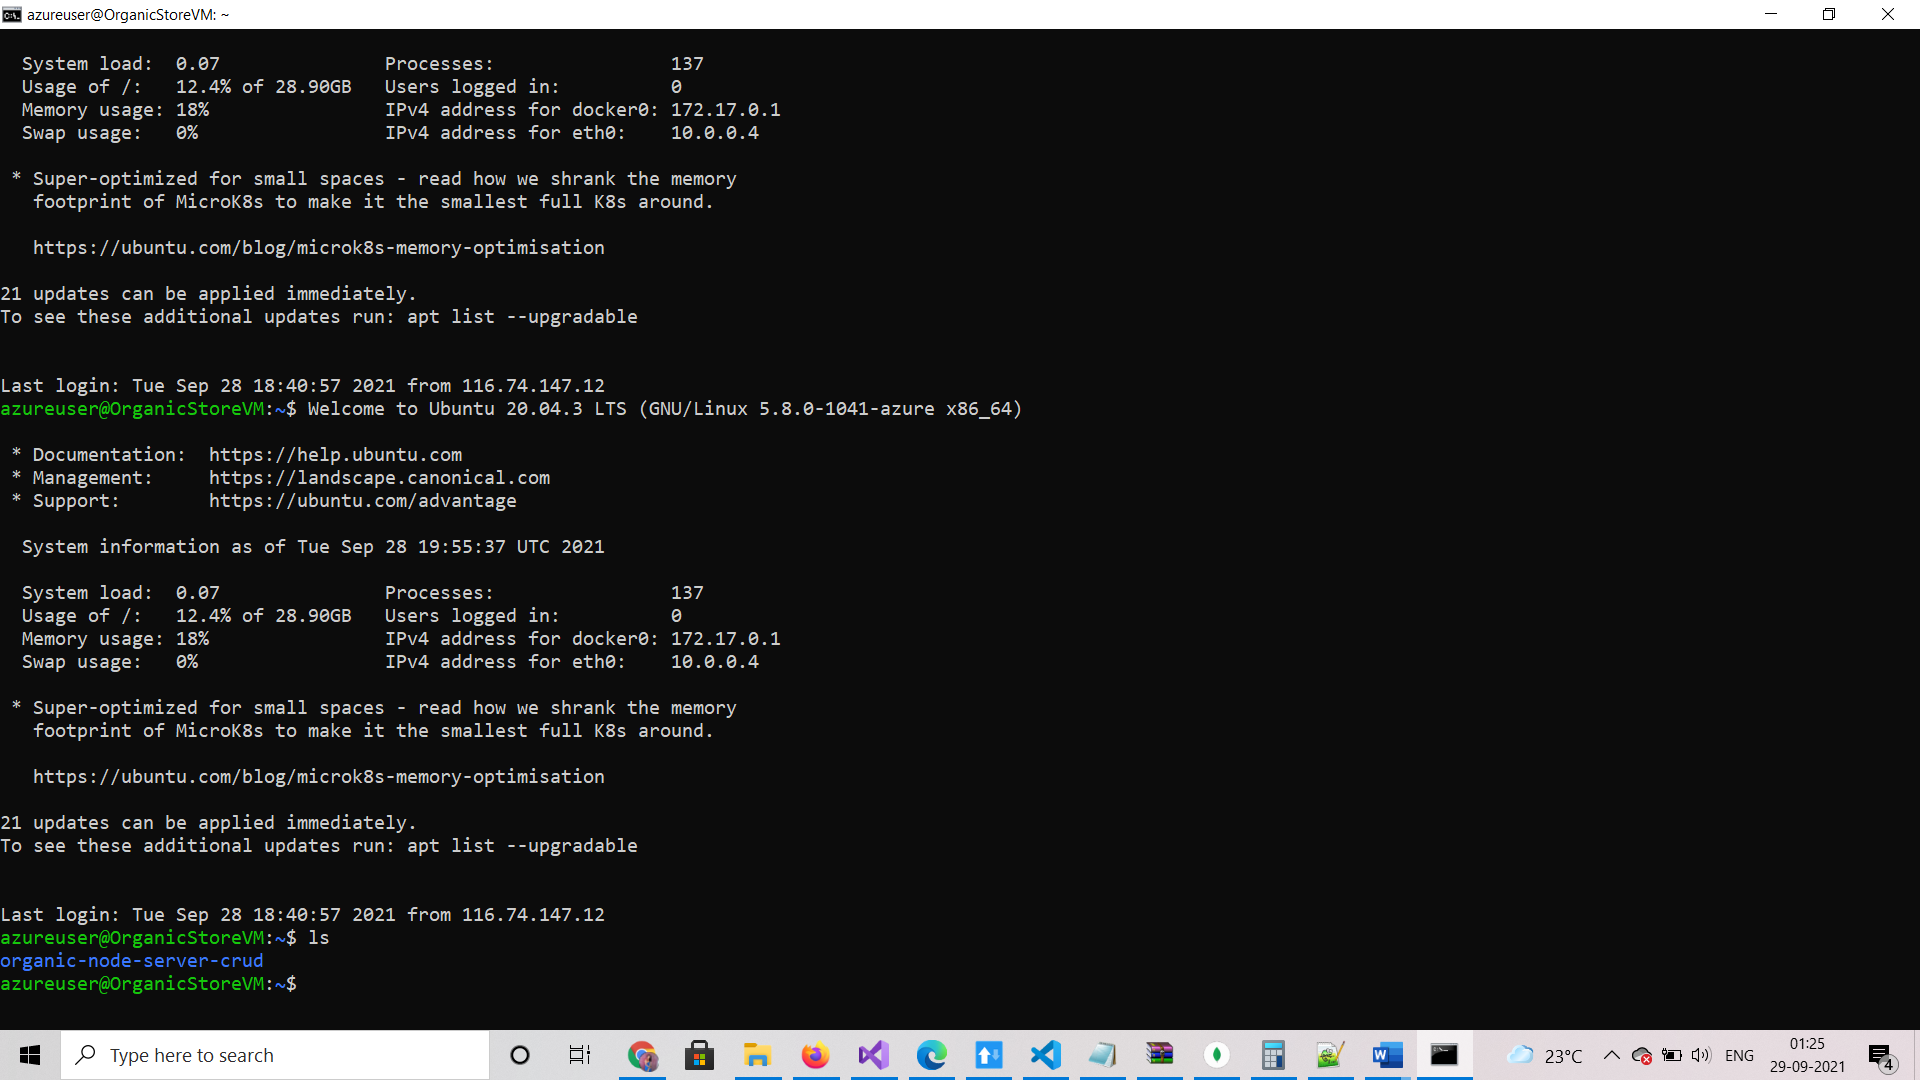 azureuser@OrganicStoreVM: ~
System load:  0.07               Processes:                137
Usage of /:   12.4% of 28.90GB   Users logged in:          0
Memory usage: 18%                IPv4 address for docker0: 172.17.0.1
Swap usage:   0%                 IPv4 address for eth0:    10.0.0.4
* Super-optimized for small spaces - read how we shrank the memory
footprint of MicroK8s to make it the smallest full K8s around.
https://ubuntu.com/blog/microk8s-memory-optimisation
21 updates can be applied immediately.
To see these additional updates run: apt list --upgradable
Last login: Tue Sep 28 18:40:57 2021 from 116.74.147.12
azureuser@OrganicStoreVM:~$ Welcome to Ubuntu 20.04.3 LTS (GNU/Linux 5.8.0-1041-azure x86_64)
* Documentation:  https://help.ubuntu.com
* Management:     https://landscape.canonical.com
* Support:        https://ubuntu.com/advantage
System information as of Tue Sep 28 19:55:37 UTC 2021
System load:  0.07               Processes:                137
Usage of /:   12.4% of 28.90GB   Users logged in:          0
Memory usage: 18%                IPv4 address for docker0: 172.17.0.1
Swap usage:   0%                 IPv4 address for eth0:    10.0.0.4
* Super-optimized for small spaces - read how we shrank the memory
footprint of MicroK8s to make it the smallest full K8s around.
https://ubuntu.com/blog/microk8s-memory-optimisation
21 updates can be applied immediately.
To see these additional updates run: apt list --upgradable
Last login: Tue Sep 28 18:40:57 2021 from 116.74.147.12
azureuser@OrganicStoreVM:~$ ls
organic-node-server-crud
azureuser@OrganicStoreVM:~$
Type here to search
23°C
ENG
01:25
29-09-2021
4